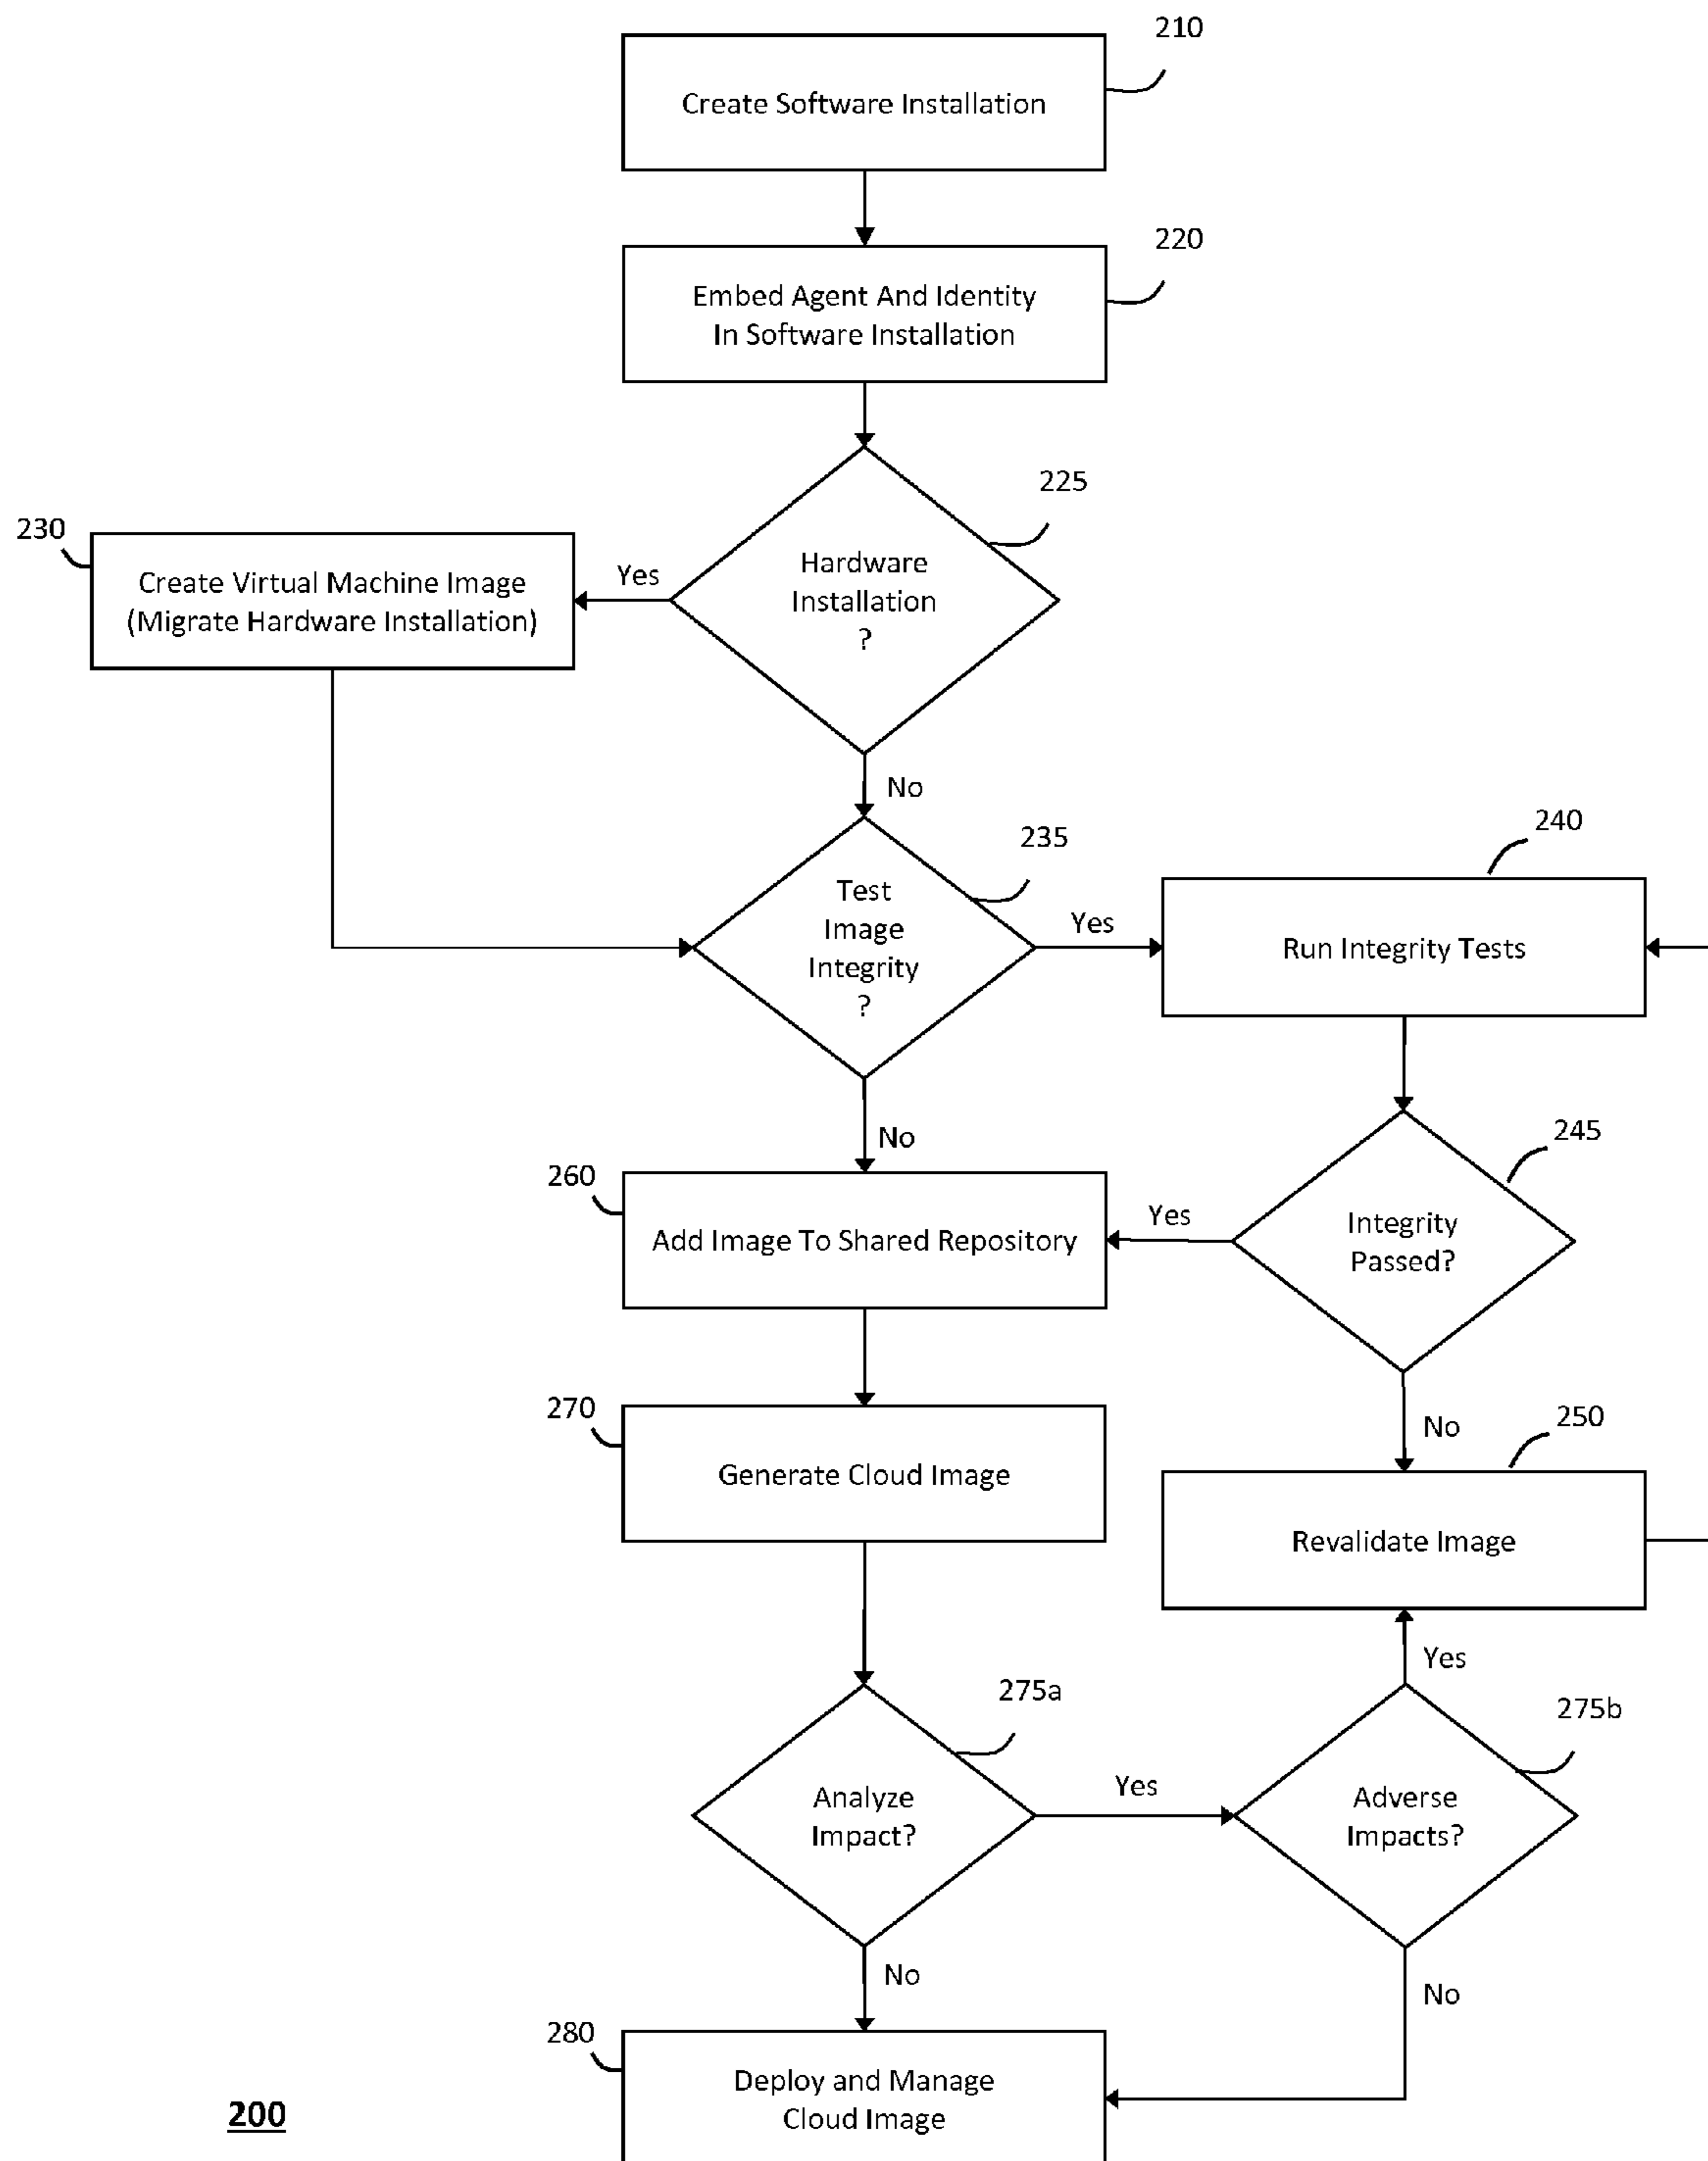 210
Create Software Installation
220
Embed Agent And Identity
In Software Installation
225
Hardware
Installation
?
230
Yes
Create Virtual Machine Image
(Migrate Hardware Installation)
No
235
Test
Image
Integrity
?
Yes
240
Run Integrity Tests
No
245
Integrity
Passed?
Yes
260
Add Image To Shared Repository
No
250
Revalidate Image
270
Generate Cloud Image
275a
Analyze
Impact?
Yes
275b
Adverse
Impacts?
Yes
No
No
280
Deploy and Manage
Cloud Image
200